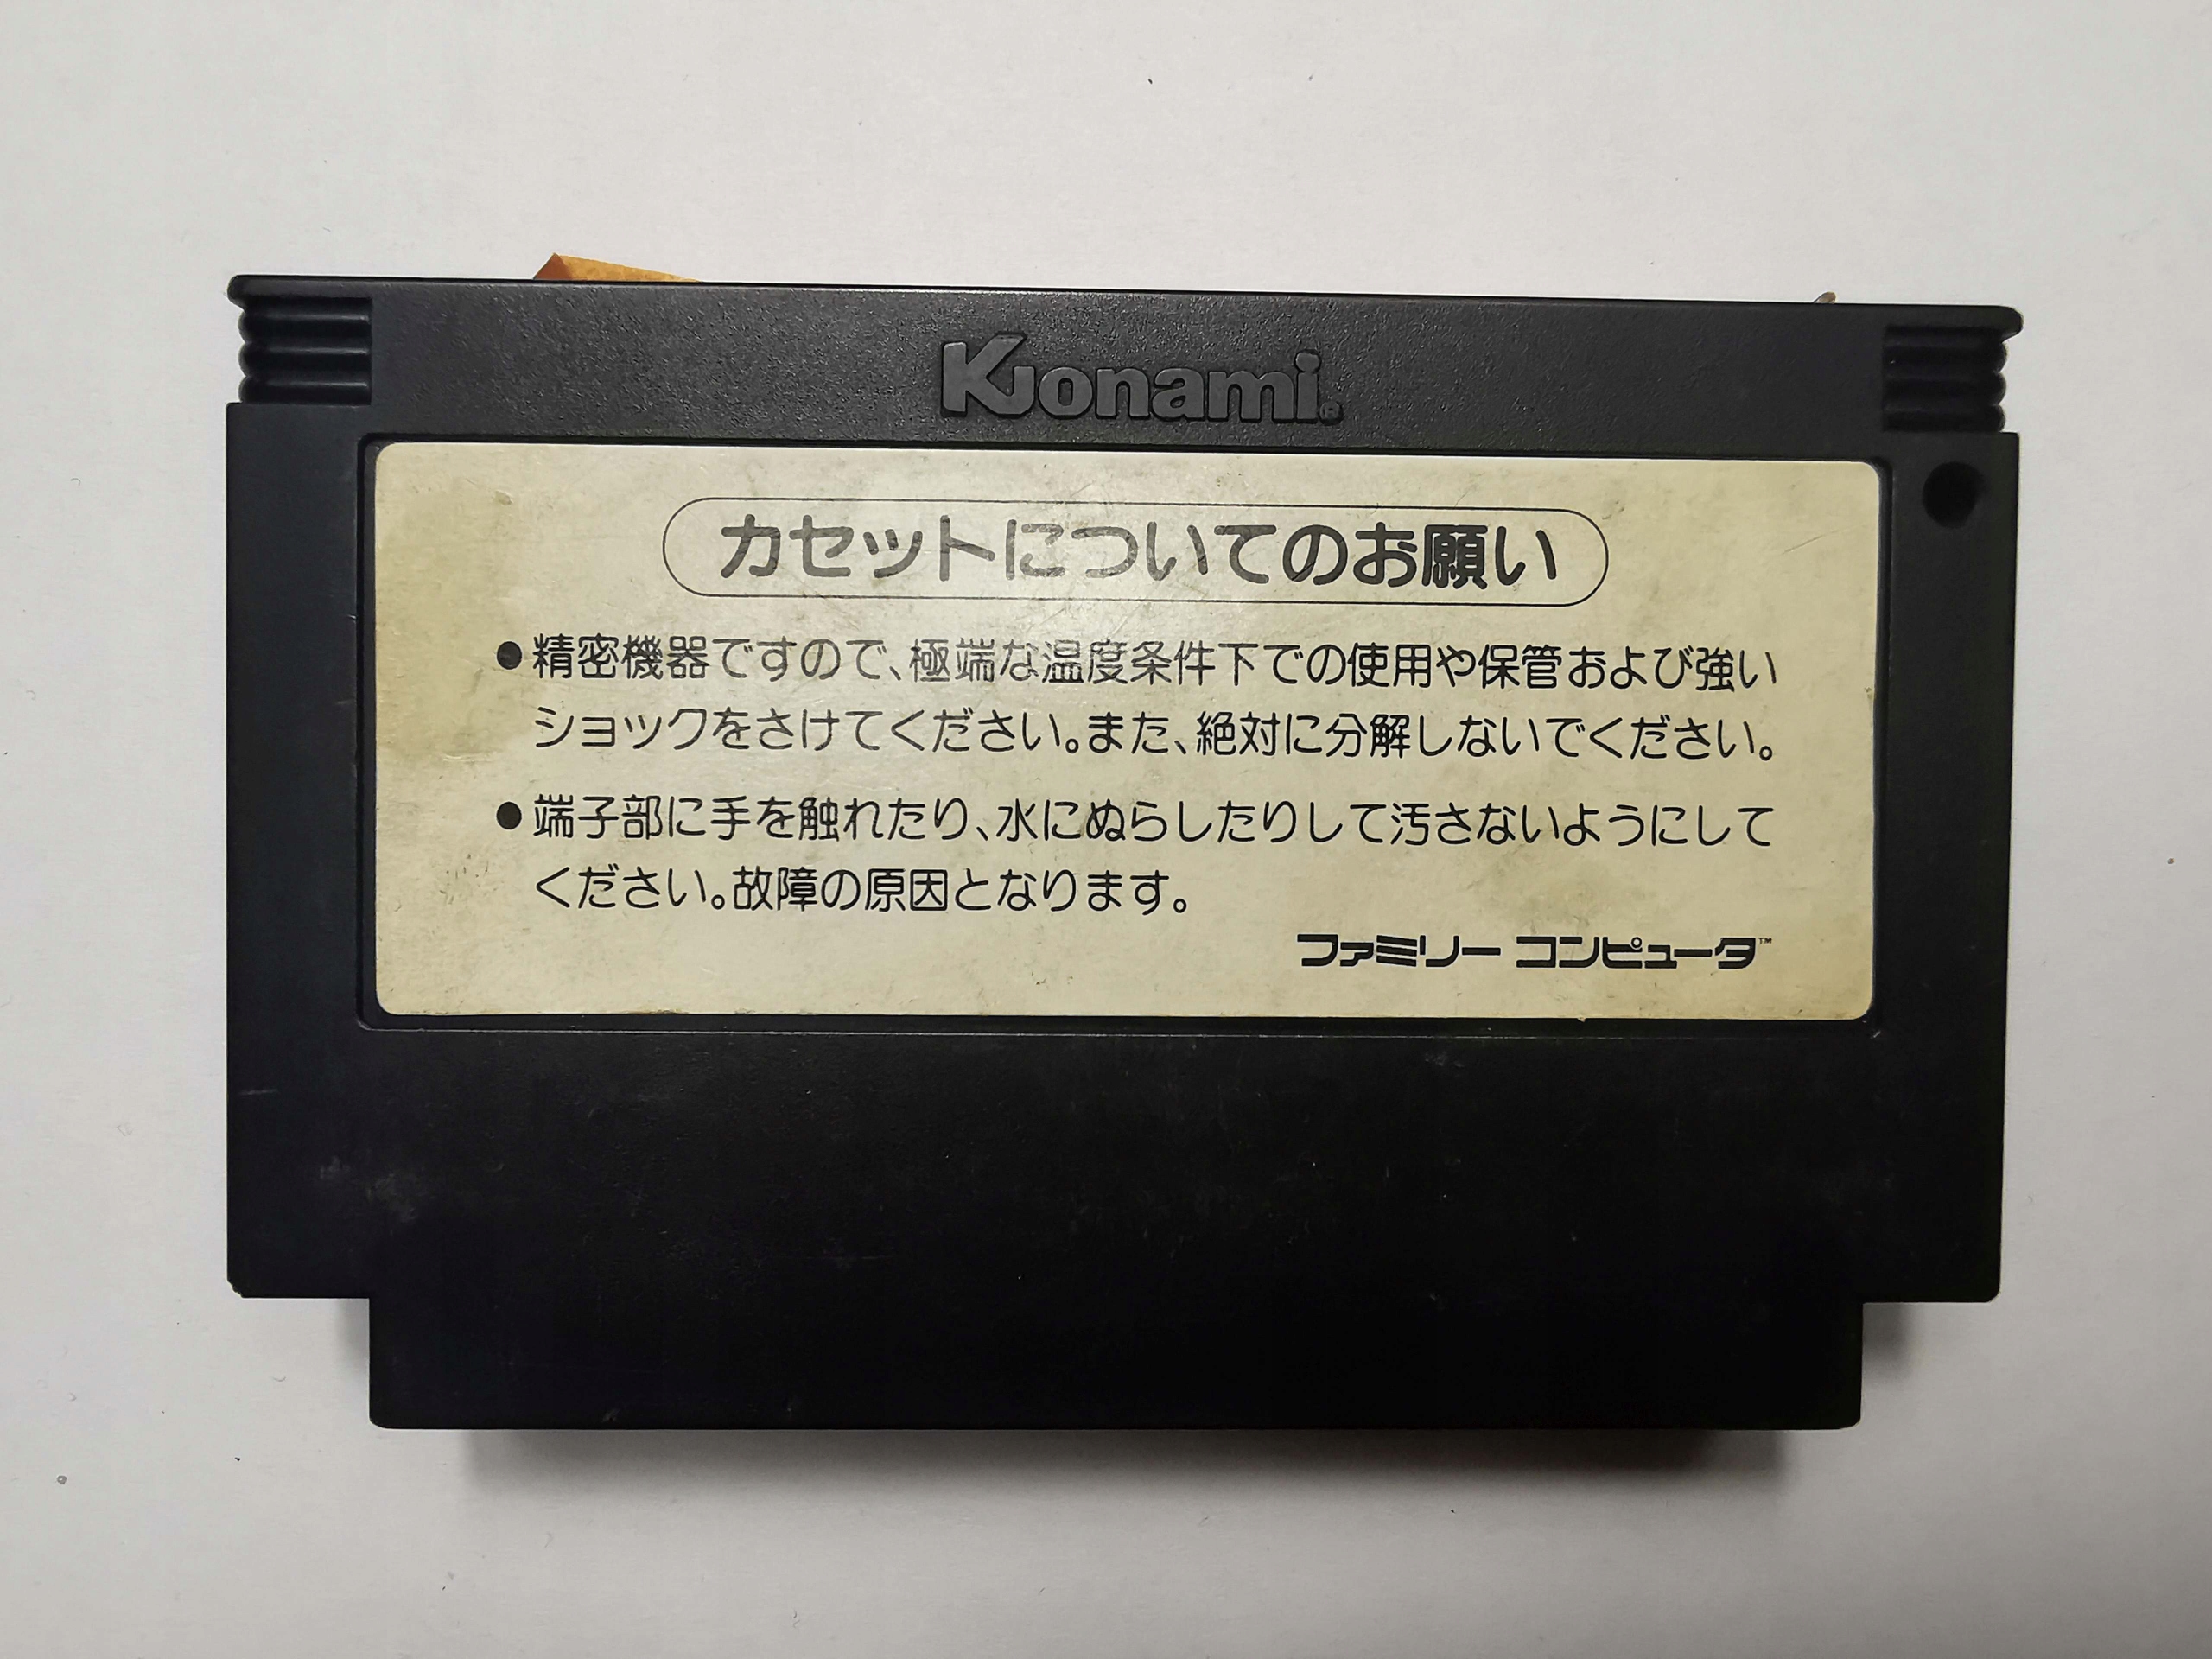 Konami®
カセットについてのお願い
●精密機器ですので、極端な温度条件下での使用や保管および強い
ショックをさけてください。また、絶対に分解しないでください。
●端子部に手を触れたり、水にぬらしたりして汚さないようにして
ください。故障の原因となります。
ファミリー コンピュータ™